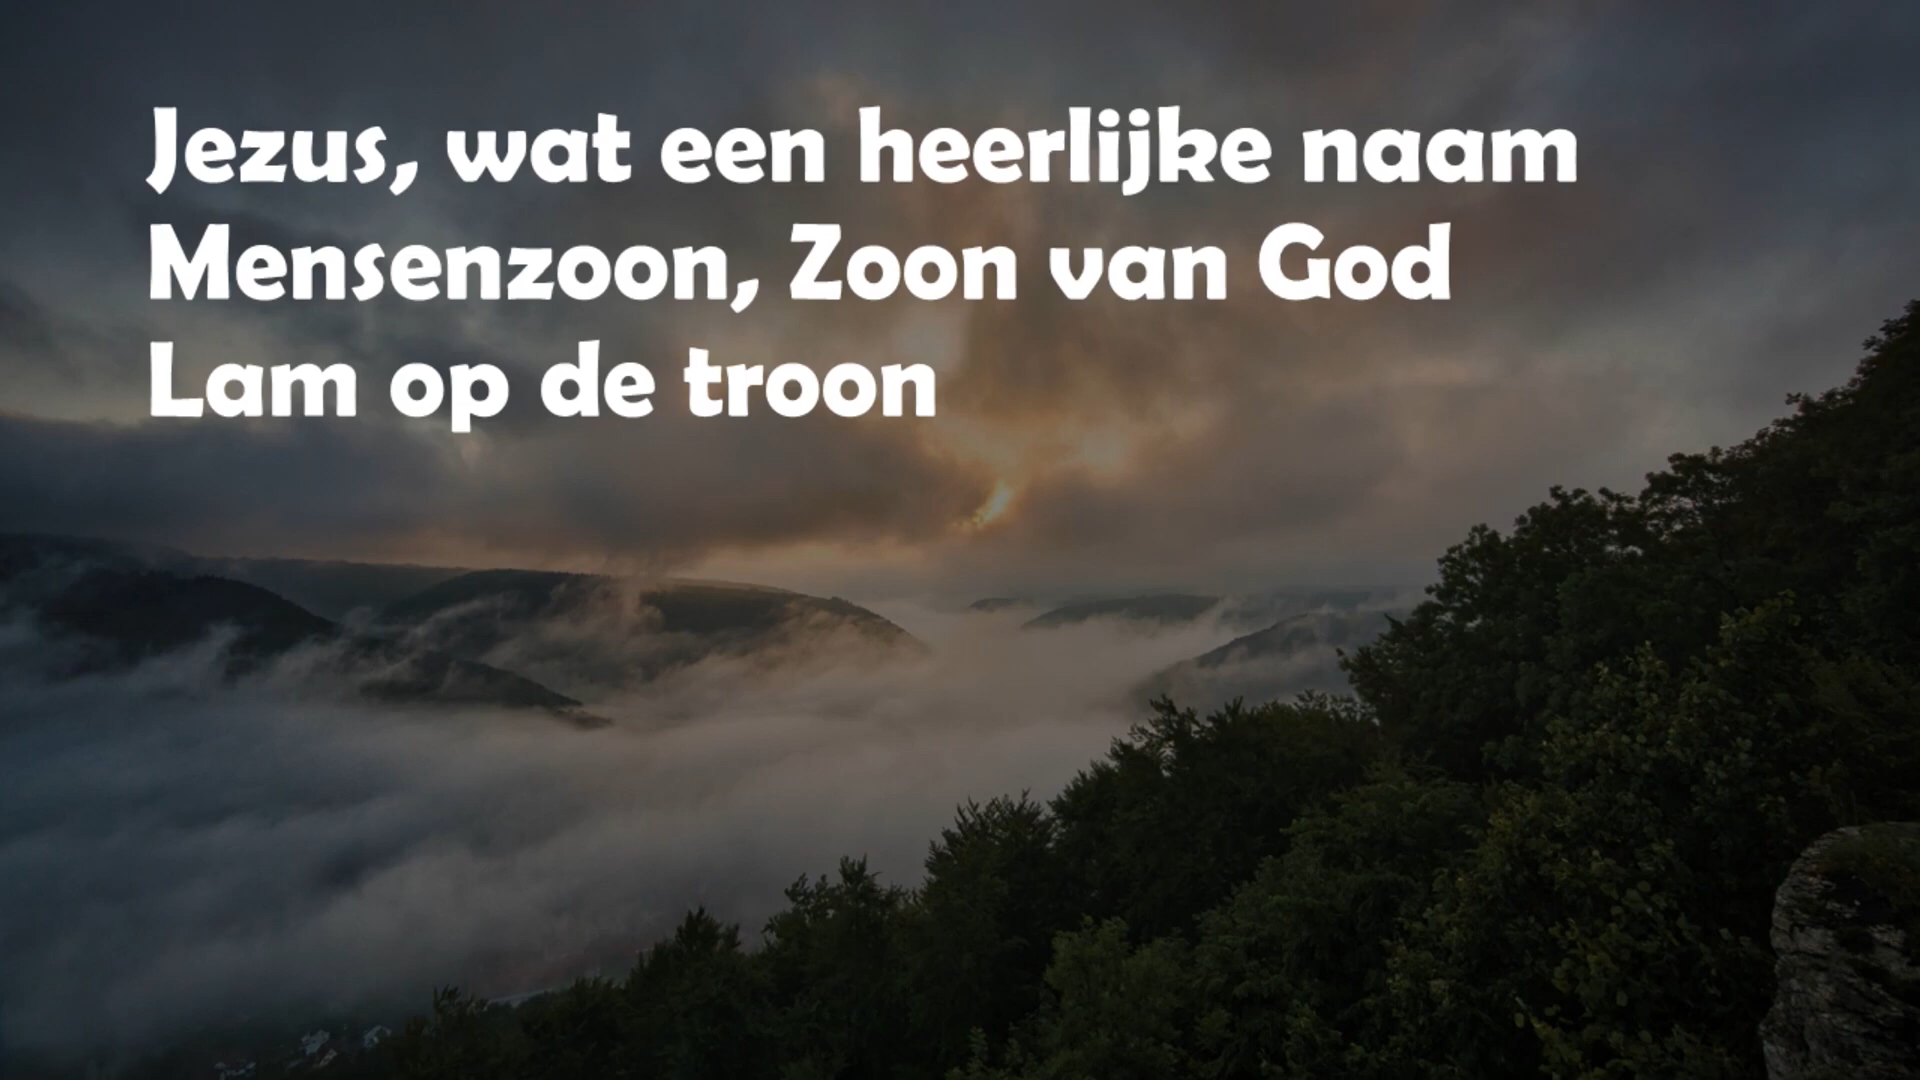 Jezus, wat een heerlijke naam
Mensenzoon, Zoon van God
Lam op de troon